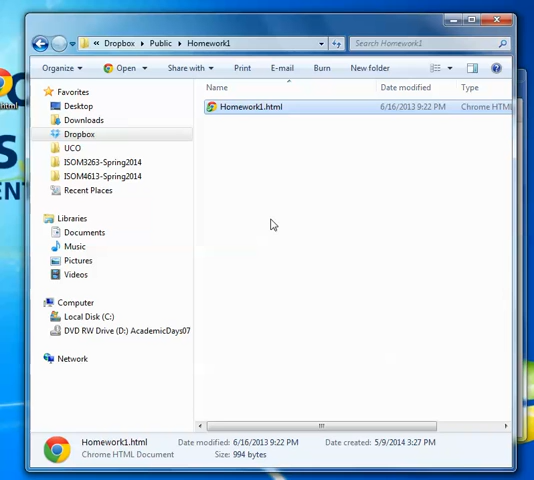 « Dropbox ▸ Public ▸ Homework1
Search Homework1
Organize Open Share with Print E-mail Burn New folder
Name Date modified Type
Homework1.html 6/16/2013 9:22 PM Chrome HTML
Favorites
Desktop
Downloads
Dropbox
UCO
ISOM3263-Spring2014
ISOM4613-Spring2014
Recent Places
Libraries
Documents
Music
Pictures
Videos
Computer
Local Disk (C:)
DVD RW Drive (D:) AcademicDays07
Network
Homework1.html Date modified: 6/16/2013 9:22 PM Date created: 5/9/2014 3:27 PM
Chrome HTML Document Size: 994 bytes